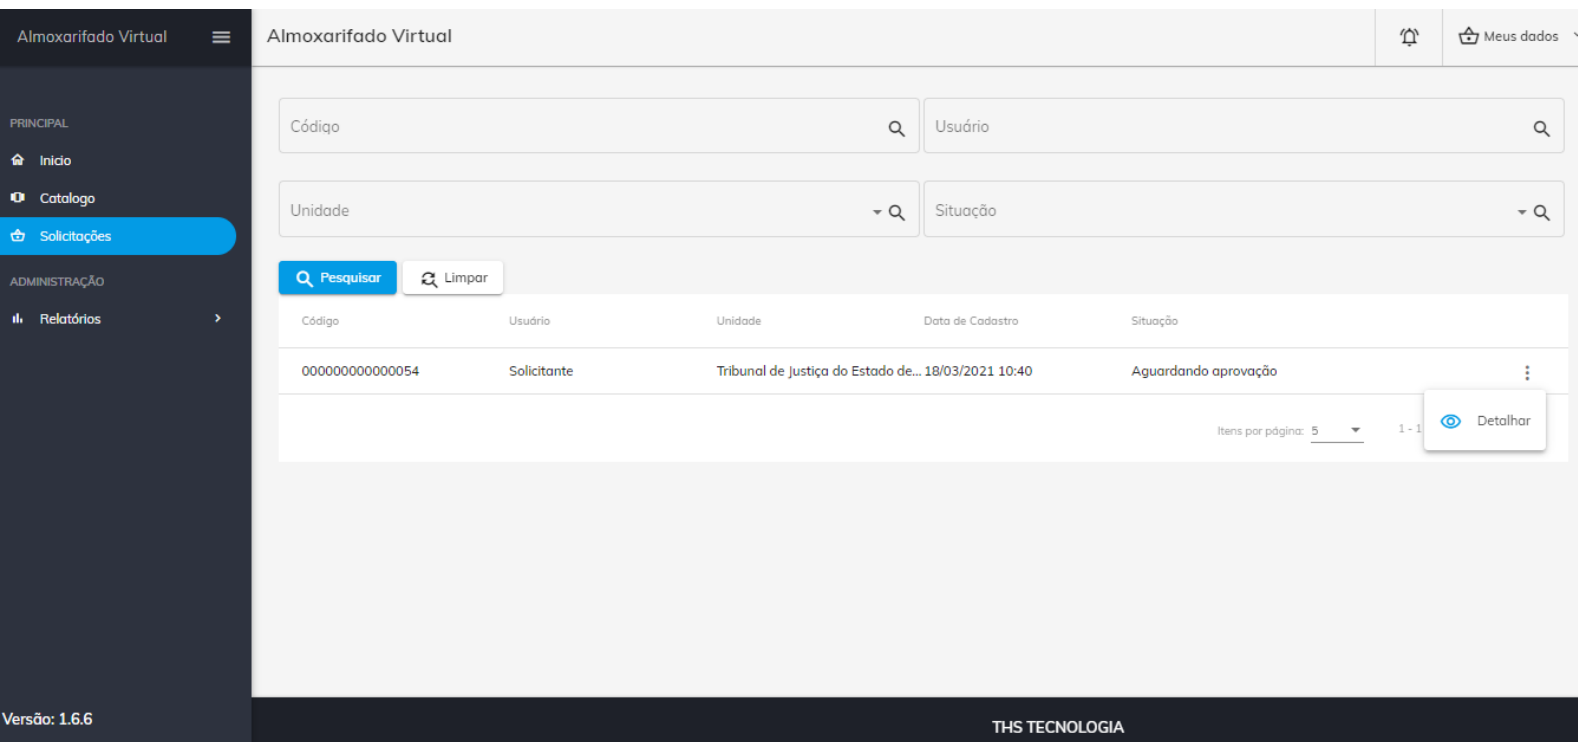 Almoxarifado Virtual
Almoxarifado Virtual
Meus dados
PRINCIPAL
Inicio
Catalogo
Solicitações
ADMINISTRAÇÃO
Relatórios
Código
Usuário
Unidade
Situação
Pesquisar
Limpar
Código Usuário Unidade Data de Cadastro Situação
000000000000054 Solicitante Tribunal de Justiça do Estado de... 18/03/2021 10:40 Aguardando aprovação
Detalhar
Itens por página: 5 1 - 1
Versão: 1.6.6
THS TECNOLOGIA